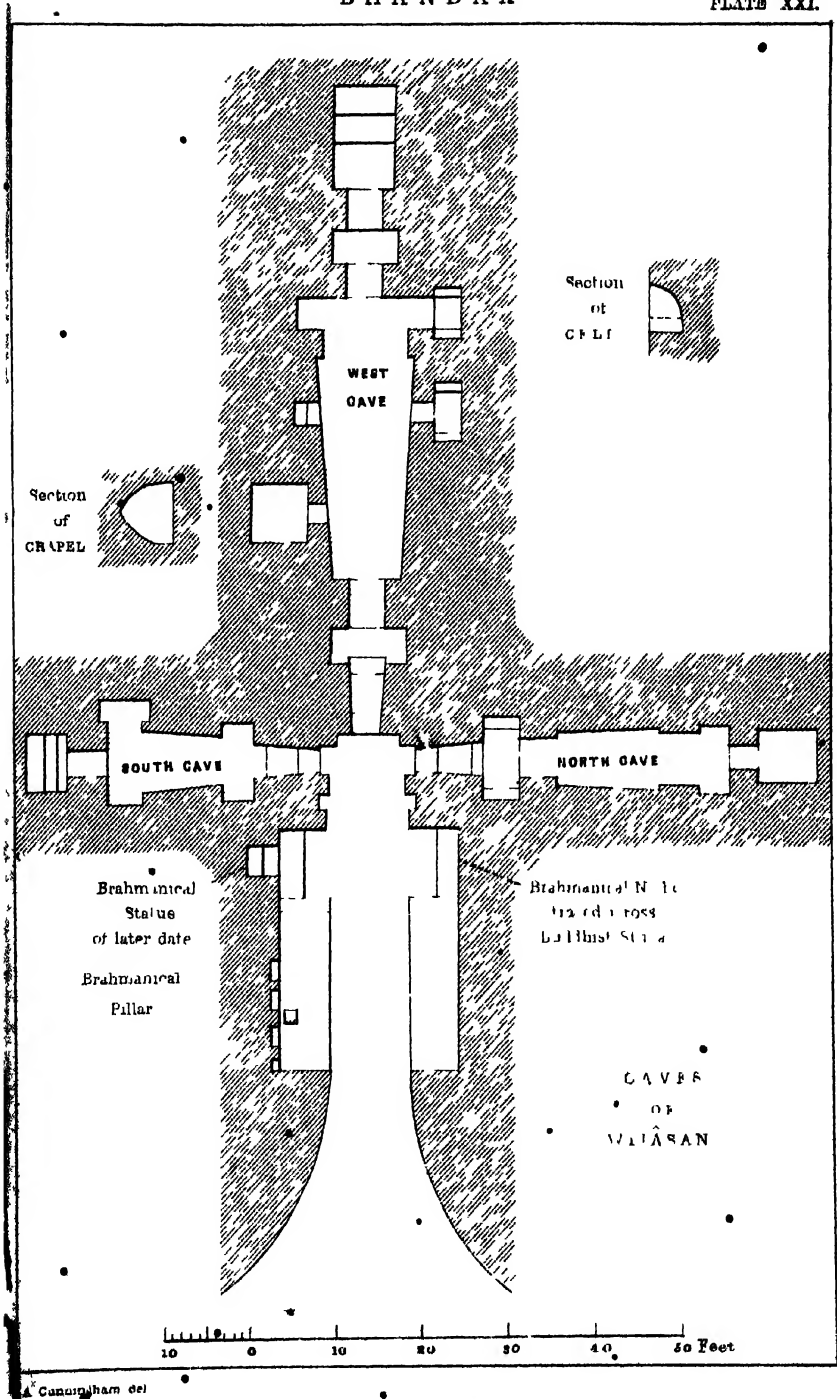 PLATE XXI.
Section
of
WEST
CAVE
Section
of
CHAPEL
SOUTH CAVE
NORTH CAVE
Brahmanical
Statue
of later date
Brahmanical
Brahmanical
Pillar
CAVES
OF
10 0 10 20 30 40 50 Feet
Cunningham del